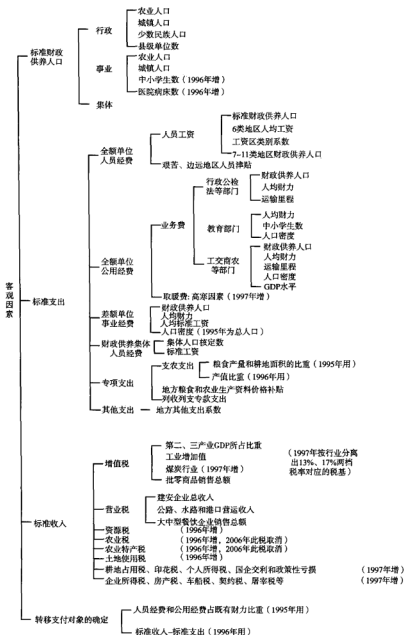 农业人口
城镇人口
行政
少数民族人口
县级单位数
标准财政
供养人口
农业人口
城镇人口
事业
中小学生数（1996年增）
医院病床数（1996年增）
集体
标准财政供养人口
6类地区人均工资
人员工资
工资区类别系数
全额单位
人员经费
7-11类地区财政供养人口
艰苦、边远地区人员津贴
行政公检
法等部门
财政供养人口
人均财力
运输里程
业务费
教育部门
人均财力
中小学生数
人口密度
全额单位
公用经费
工交商农
等部门
财政供养人口
人均财力
运输里程
人口密度
GDP水平
客观因素
标准支出
取暖费：高寒因素（1997年增）
差额单位
事业经费
财政供养人口
人均财力
人均标准工资
人口密度（1995年为总人口）
财政供养集体
人员经费
集体人口核定数
标准工资
支农支出
粮食产量和耕地面积的比重（1995年用）
产值比重（1996年用）
专项支出
地方粮食和农业生产资料价格补贴
列收列支专款支出
其他支出
地方其他支出系数
增值税
第二、三产业GDP所占比重
工业增加值
煤炭行业（1997年增）
批零商品销售总额
（1997年按行业分离
出13%、17%两档
税率对应的税基）
标准收入
营业税
建安企业总收入
公路、水路和港口营运收入
大中型餐饮企业销售总额
资源税 （1996年增）
农业税 （1996年增，2006年此税取消）
农业特产税 （1996年增，2006年此税取消）
土地使用税 （1996年增）
耕地占用税、印花税、个人所得税、国企交利和政策性亏损 （1997年增）
企业所得税、房产税、车船税、契约税、屠宰税等 （1997年增）
转移支付对象的确定
人员经费和公用经费占既有财力比重（1995年用）
标准收入-标准支出（1996年用）